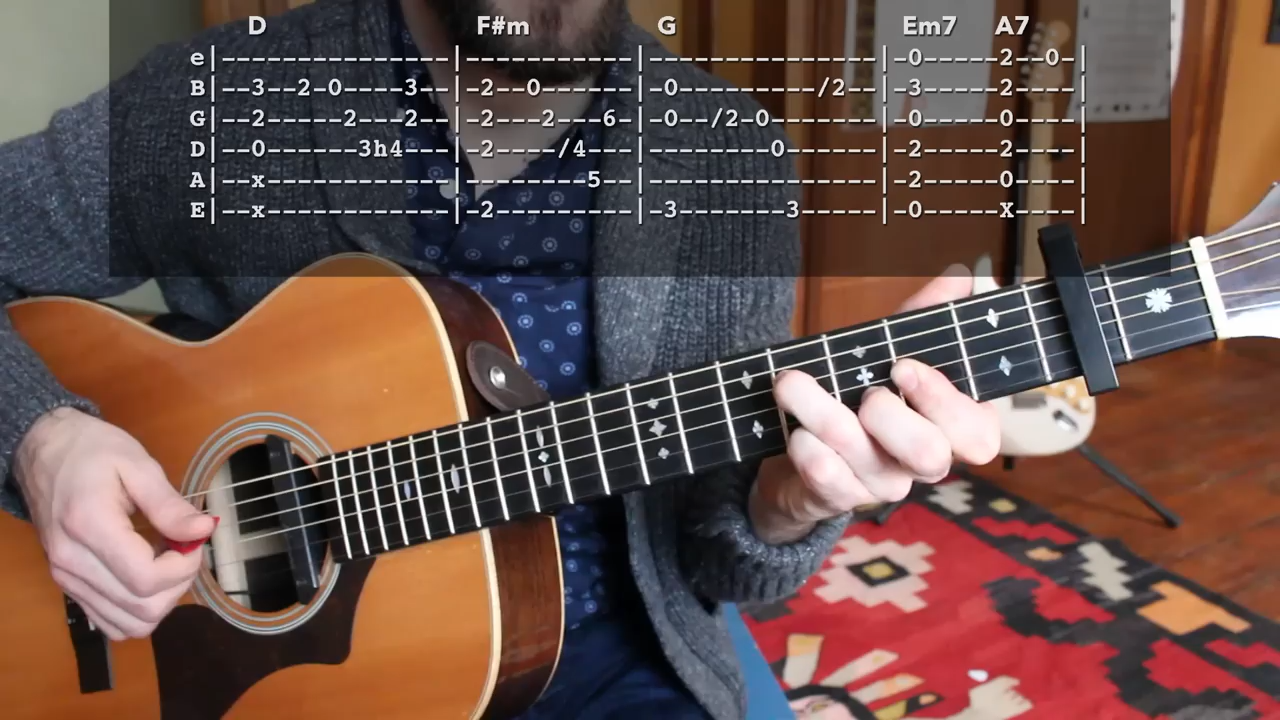 D F#m G Em7 A7
e|---------------|-----------|---------------|-0-----2--0-|
B|--3--2-0----3--|-2--0------|-0---------/2--|-3-----2----|
G|--2-----2---2--|-2---2---6-|-0--/2-0-------|-0-----0----|
D|--0------3h4---|-2----/4---|--------0------|-2-----2----|
A|--x------------|--------5--|---------------|-2-----0----|
E|--x------------|-2---------|-3-------3-----|-0-----X----|